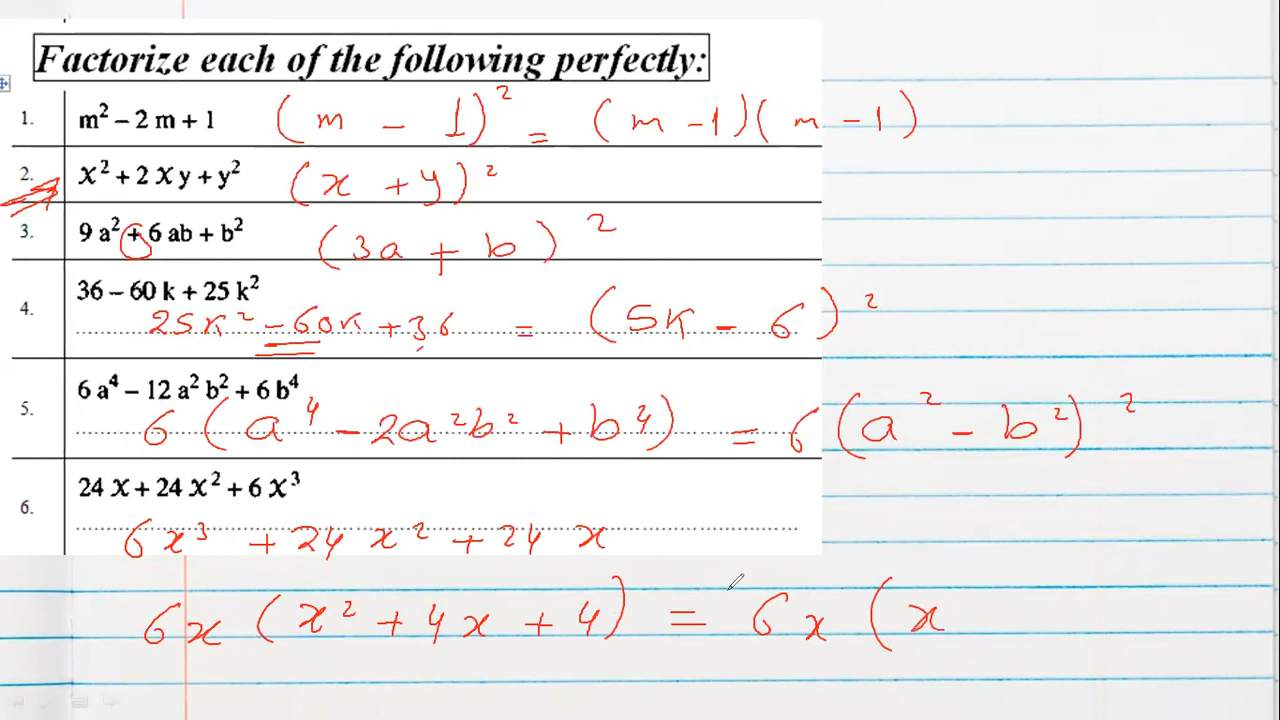 Factorize each of the following perfectly:
1. m² – 2 m + 1 (m – 1)² = (m – 1)(m – 1)
2. X² + 2 X y + y² (x + y)²
3. 9 a² + 6 ab + b² (3a + b)²
4. 36 – 60 k + 25 k²
25K² – 60K + 36 = (5K – 6)²
5. 6 a⁴ – 12 a² b² + 6 b⁴
6(a⁴ – 2a²b² + b⁴) = 6(a² – b²)²
6. 24 X + 24 X² + 6 X³
6x³ + 24x² + 24x
6x(x² + 4x + 4) = 6x(x